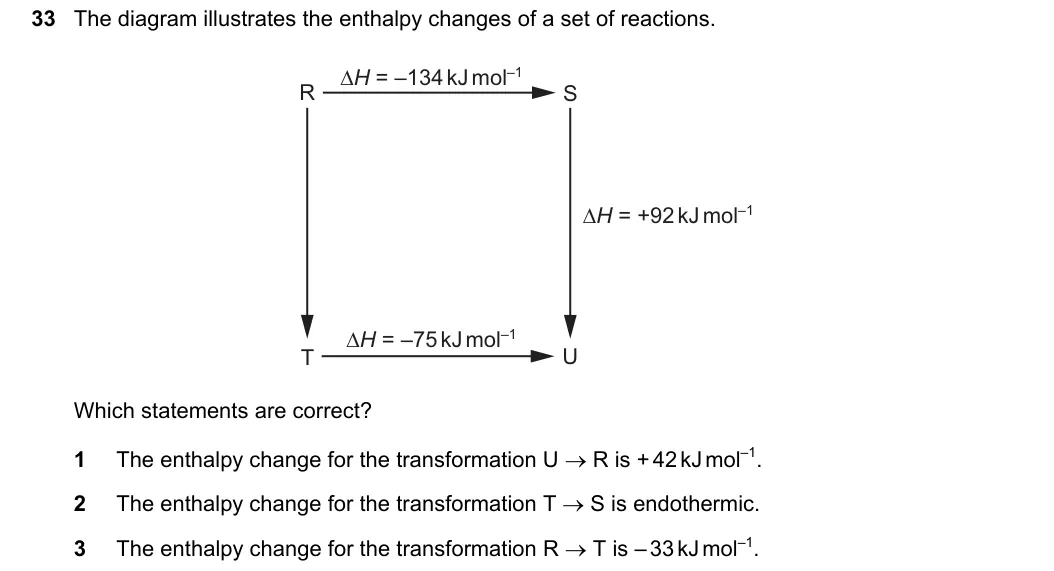 33 The diagram illustrates the enthalpy changes of a set of reactions.
ΔH = –134 kJ mol⁻¹
R S
ΔH = +92 kJ mol⁻¹
ΔH = –75 kJ mol⁻¹
T U
Which statements are correct?
1 The enthalpy change for the transformation U → R is +42 kJ mol⁻¹.
2 The enthalpy change for the transformation T → S is endothermic.
3 The enthalpy change for the transformation R → T is –33 kJ mol⁻¹.